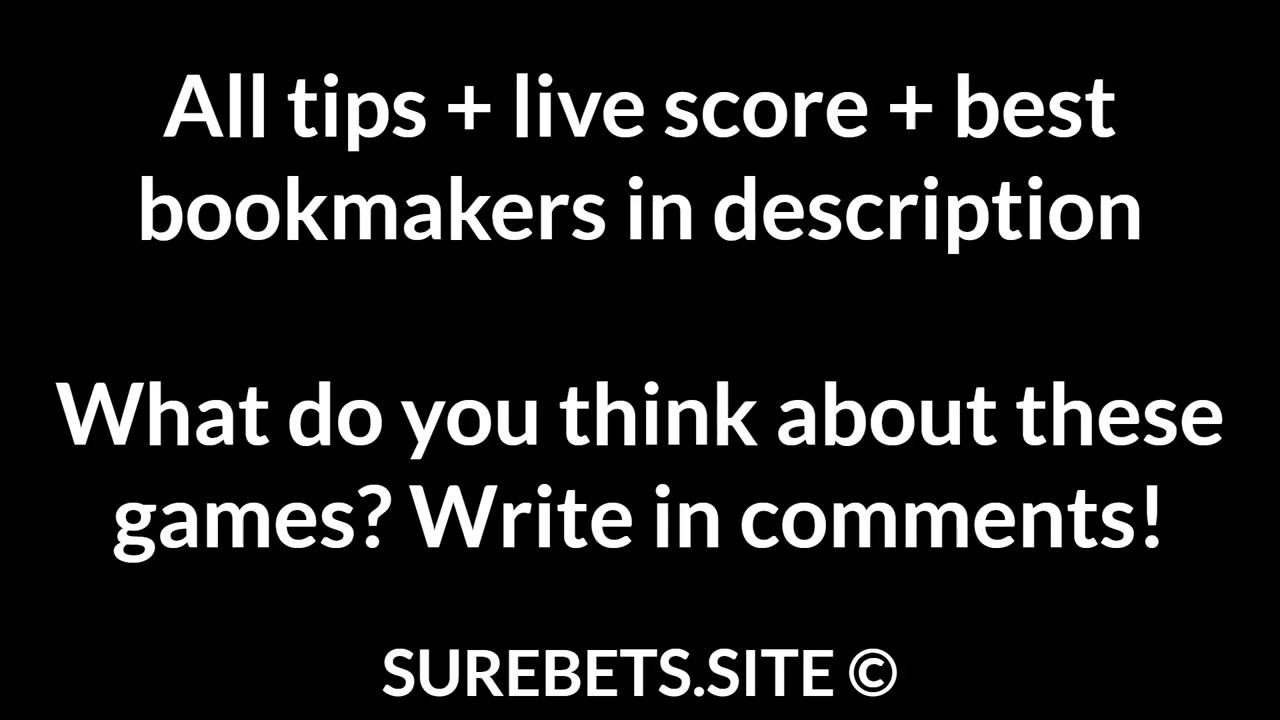 All tips + live score + best
bookmakers in description
What do you think about these
games? Write in comments!
SUREBETS.SITE ©